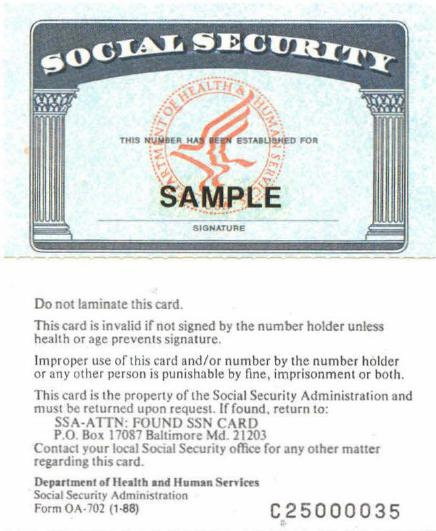 SOCIAL SECURITY
DEPARTMENT OF HEALTH & HUMAN SERVICES
THIS NUMBER HAS BEEN ESTABLISHED FOR
SAMPLE
SIGNATURE
Do not laminate this card.
This card is invalid if not signed by the number holder unless
health or age prevents signature.
Improper use of this card and/or number by the number holder
or any other person is punishable by fine, imprisonment or both.
This card is the property of the Social Security Administration and
must be returned upon request. If found, return to:
SSA-ATTN: FOUND SSN CARD
P.O. Box 17087 Baltimore Md. 21203
Contact your local Social Security office for any other matter
regarding this card.
Department of Health and Human Services
Social Security Administration
Form OA-702 (1-88)
C25000035